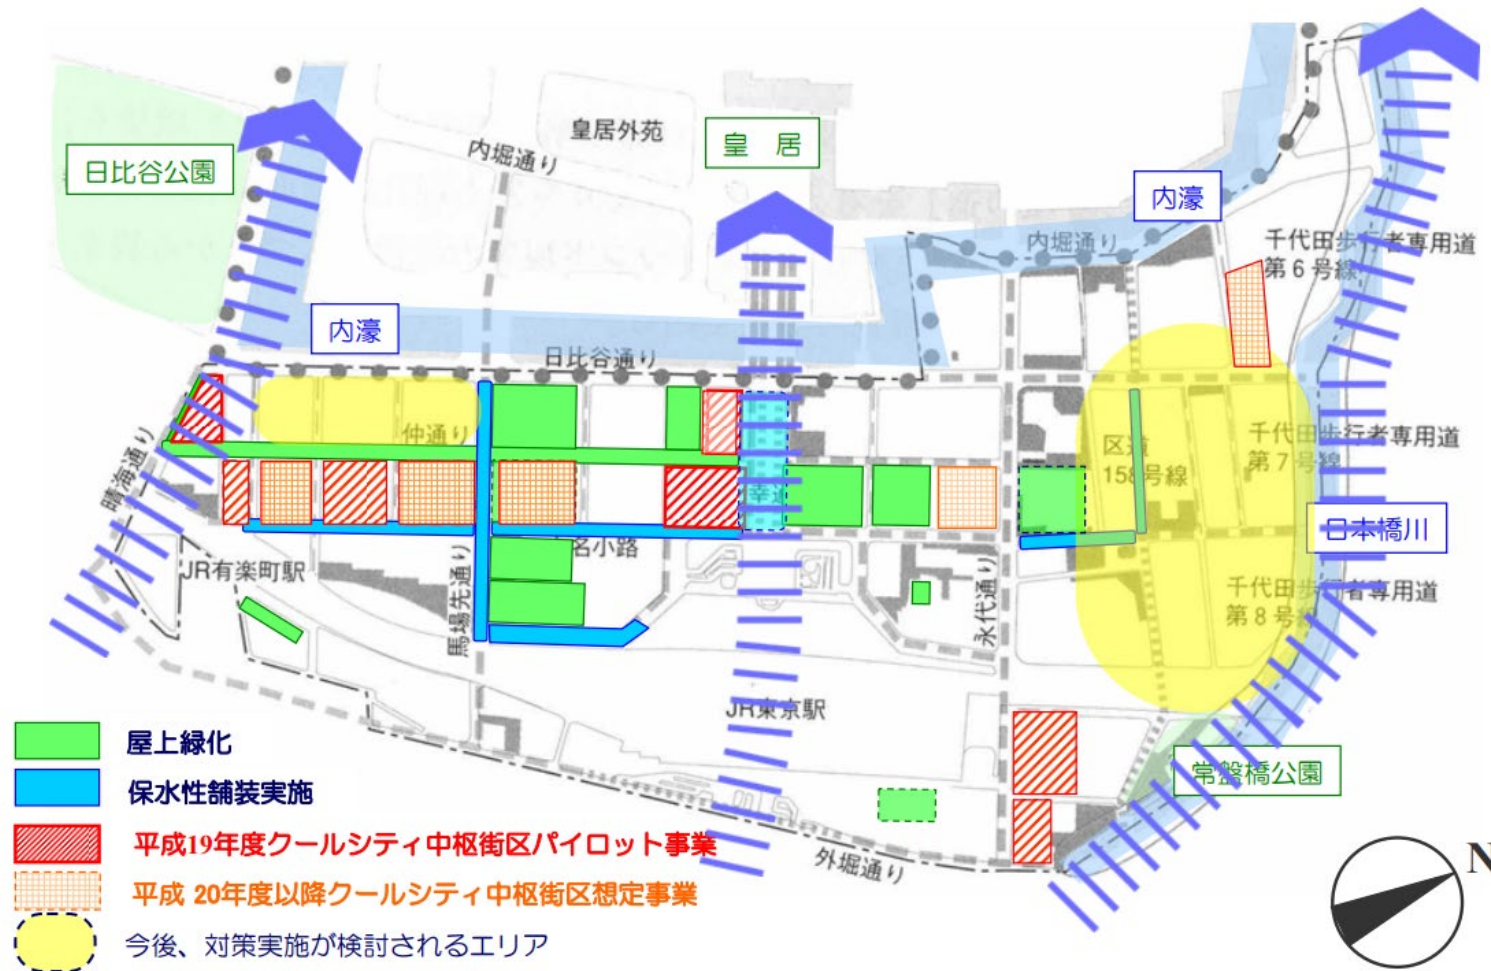 皇居外苑
皇 居
内堀通り
日比谷公園
内濠
内堀通り
千代田歩行者専用道
第6号線
内濠
日比谷通り
仲通り
区道
158号線
千代田歩行者専用道
第7号線
晴海通り
日本橋川
名小路
JR有楽町駅
馬場先通り
永代通り
千代田歩行者専用道
第8号線
JR東京駅
常盤橋公園
外堀通り
屋上緑化
保水性舗装実施
平成19年度クールシティ中枢街区パイロット事業
平成 20年度以降クールシティ中枢街区想定事業
今後、対策実施が検討されるエリア
N